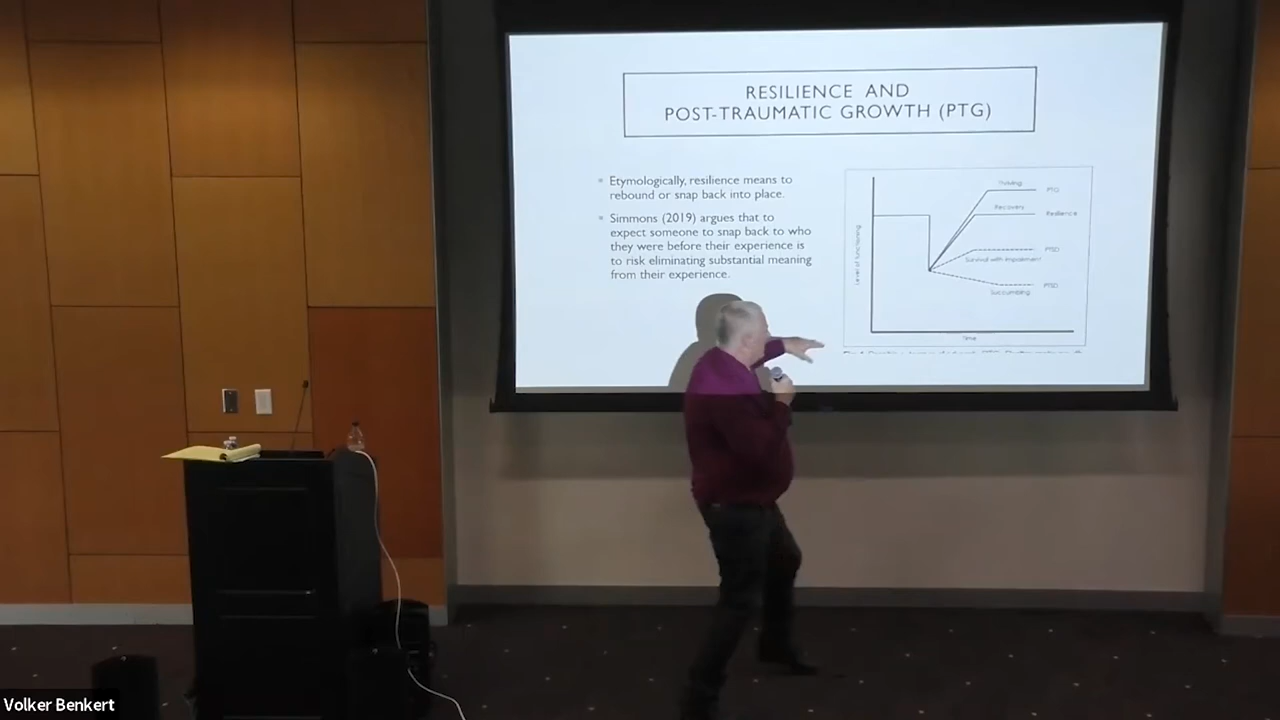 RESILIENCE AND
POST-TRAUMATIC GROWTH (PTG)
Etymologically, resilience means to
rebound or snap back into place.
Simmons (2019) argues that to
expect someone to snap back to who
they were before their experience is
to risk eliminating substantial meaning
from their experience.
Level of functioning
Thriving
PTG
Recovery
Resilience
PTSD
Survival with impairment
PTSD
Succumbing
Time
Volker Benkert